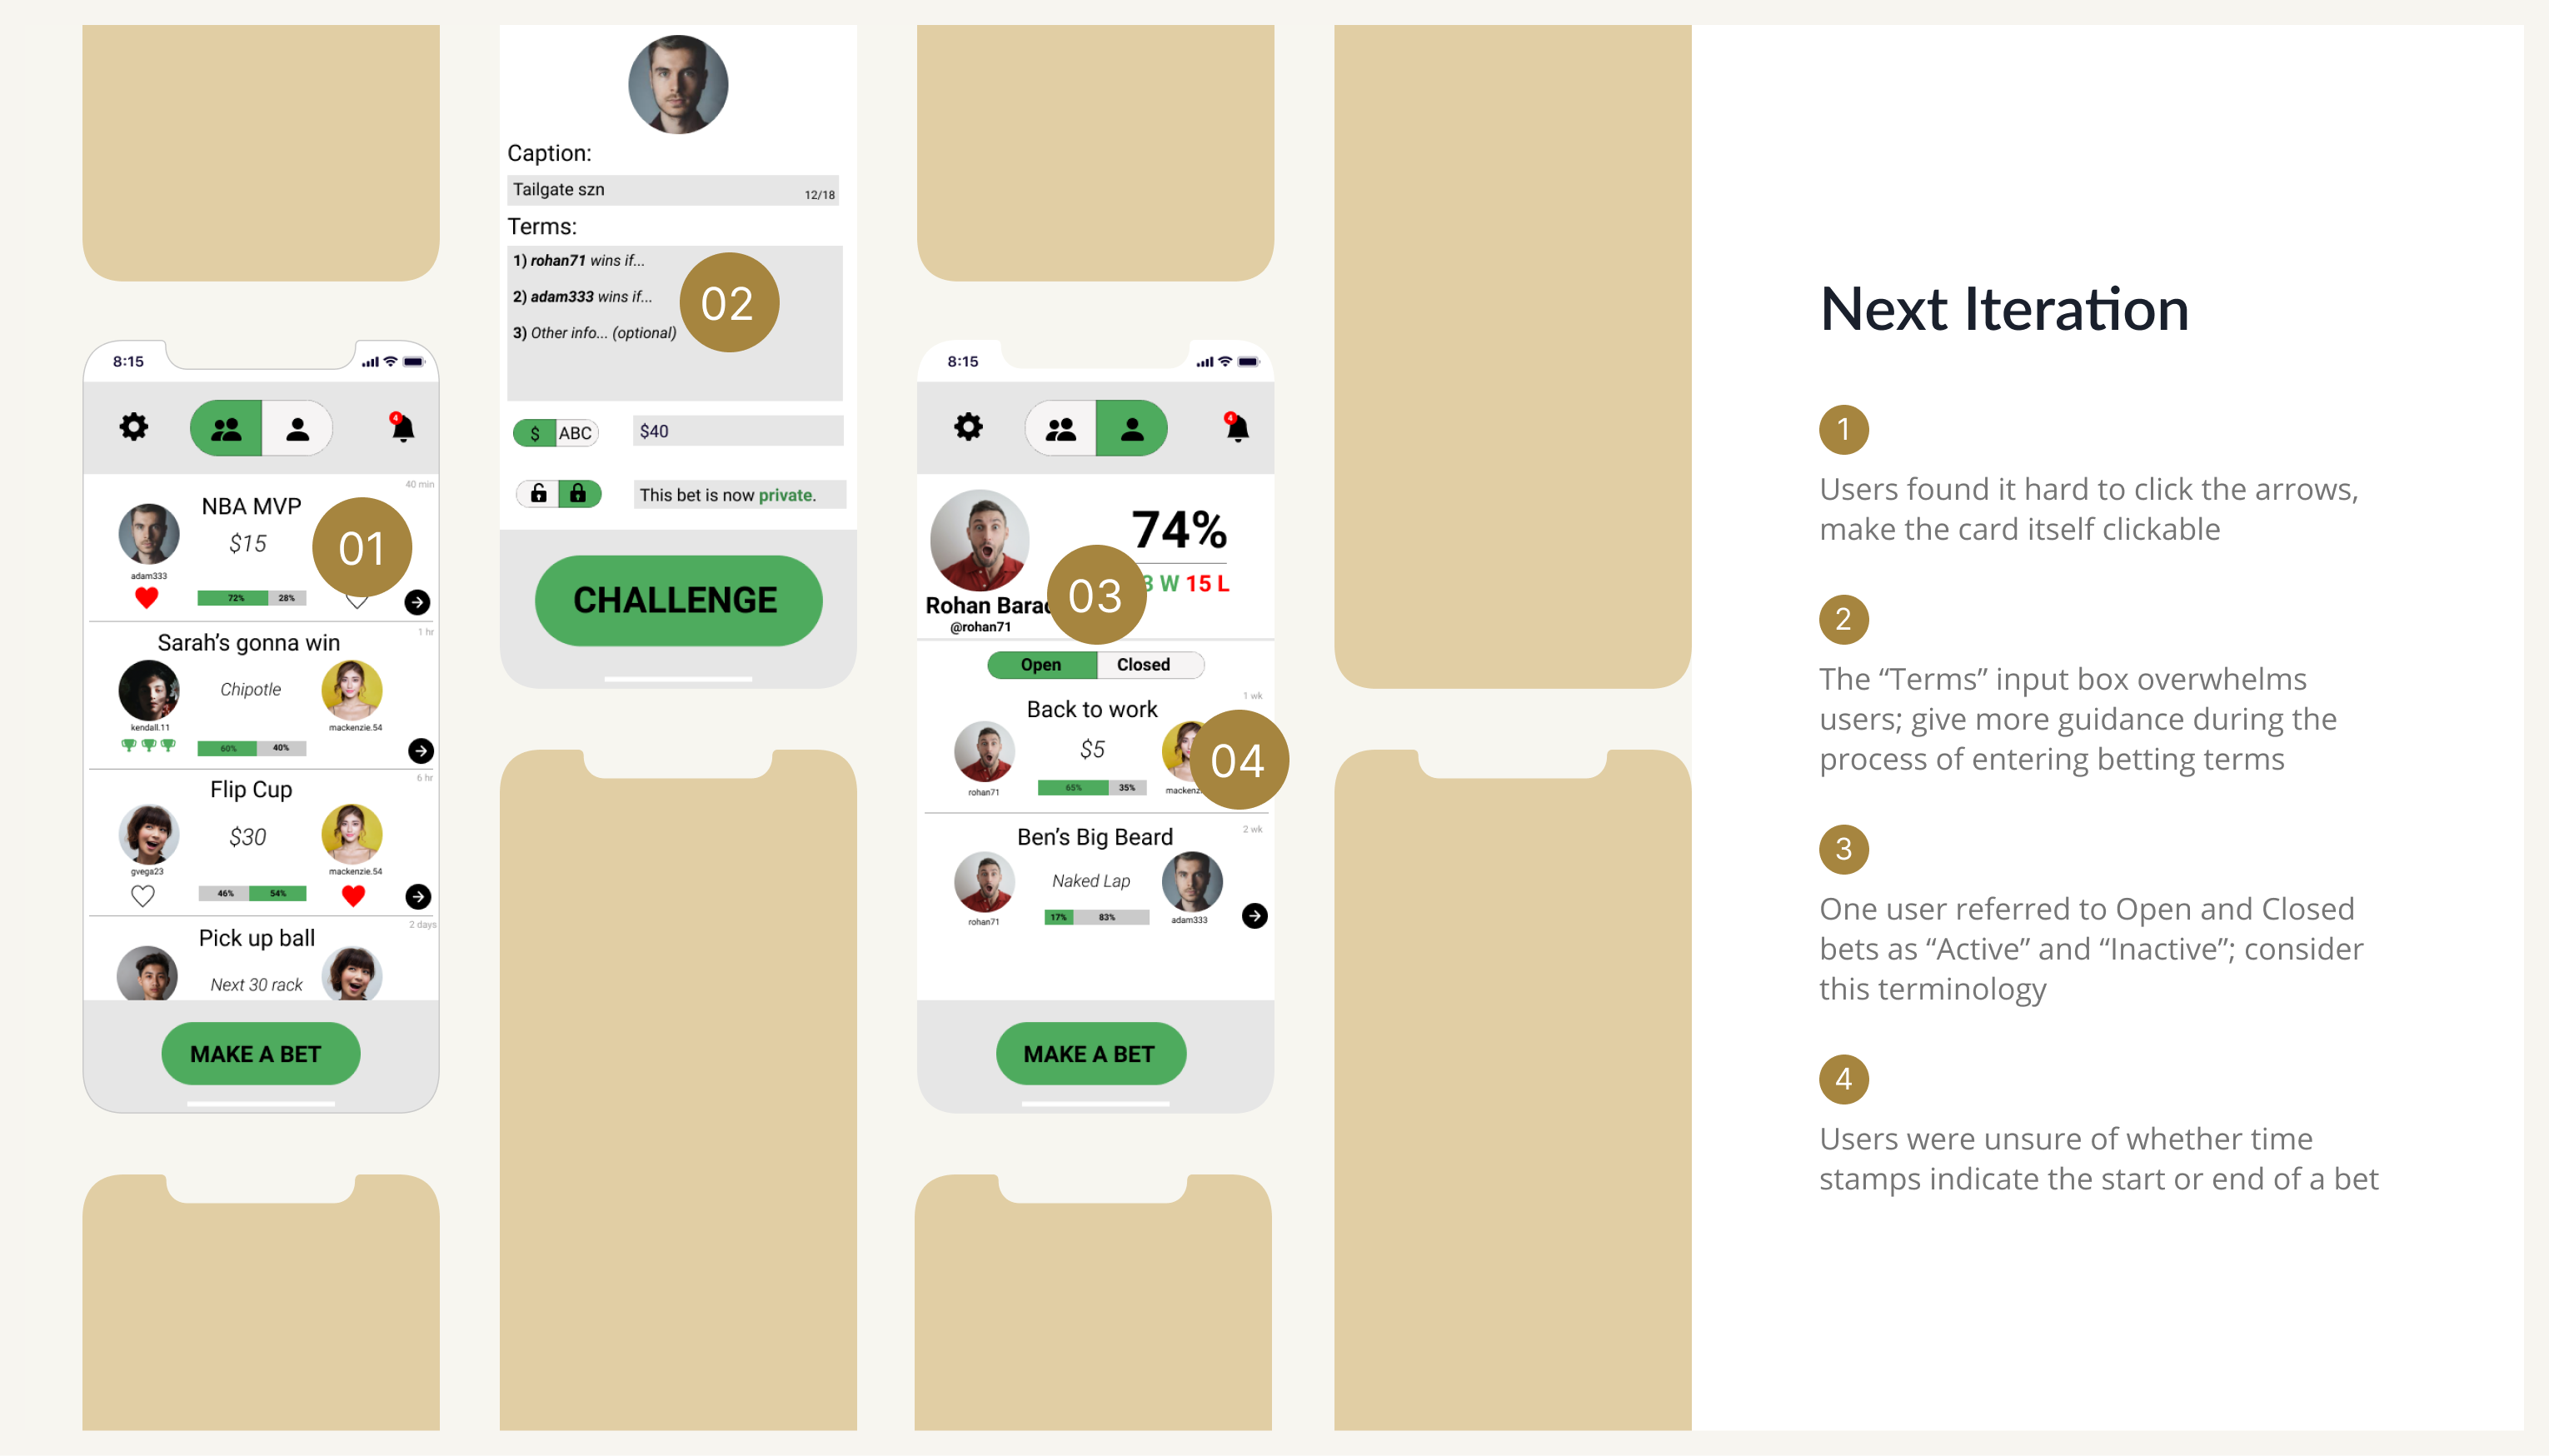 Caption:
Tailgate szn 12/18
Terms:
1) rohan71 wins if...
2) adam333 wins if...
3) Other info... (optional)
02
$ ABC $40
This bet is now private.
CHALLENGE
8:15
4
40 min
NBA MVP
$15
01
adam333
72% 28%
1 hr
Sarah's gonna win
Chipotle
kendall.11 mackenzie.54
60% 40%
6 hr
Flip Cup
$30
gvega23 mackenzie.54
46% 54%
2 days
Pick up ball
Next 30 rack
MAKE A BET
8:15
4
74%
W 15 L
03
Rohan
@rohan71
Open Closed
1 wk
Back to work
$5
04
65% 35%
rohan71
2 wk
Ben's Big Beard
Naked Lap
17% 83%
rohan71 adam333
MAKE A BET
Next Iteration
1
Users found it hard to click the arrows,
make the card itself clickable
2
The “Terms” input box overwhelms
users; give more guidance during the
process of entering betting terms
3
One user referred to Open and Closed
bets as “Active” and “Inactive”; consider
this terminology
4
Users were unsure of whether time
stamps indicate the start or end of a bet